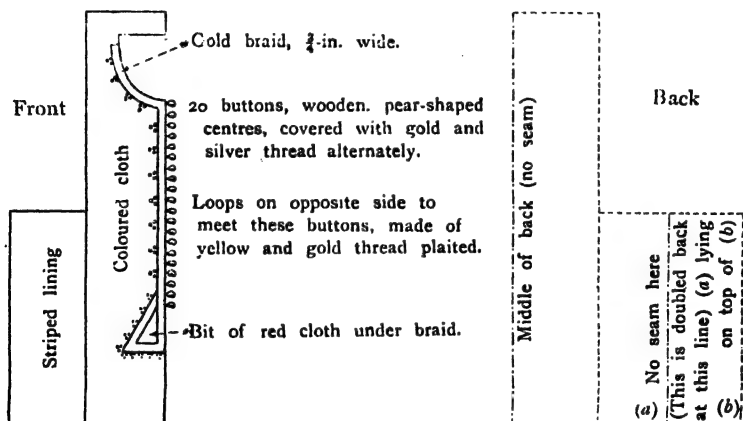 Gold braid, ¾-in. wide.
Front
20 buttons, wooden. pear-shaped
centres, covered with gold and
silver thread alternately.
Coloured cloth
Loops on opposite side to
meet these buttons, made of
yellow and gold thread plaited.
Striped lining
Bit of red cloth under braid.
Middle of back (no seam)
Back
(a) No seam here
(This is doubled back
at this line) (a) lying
on top of (b)
(b)